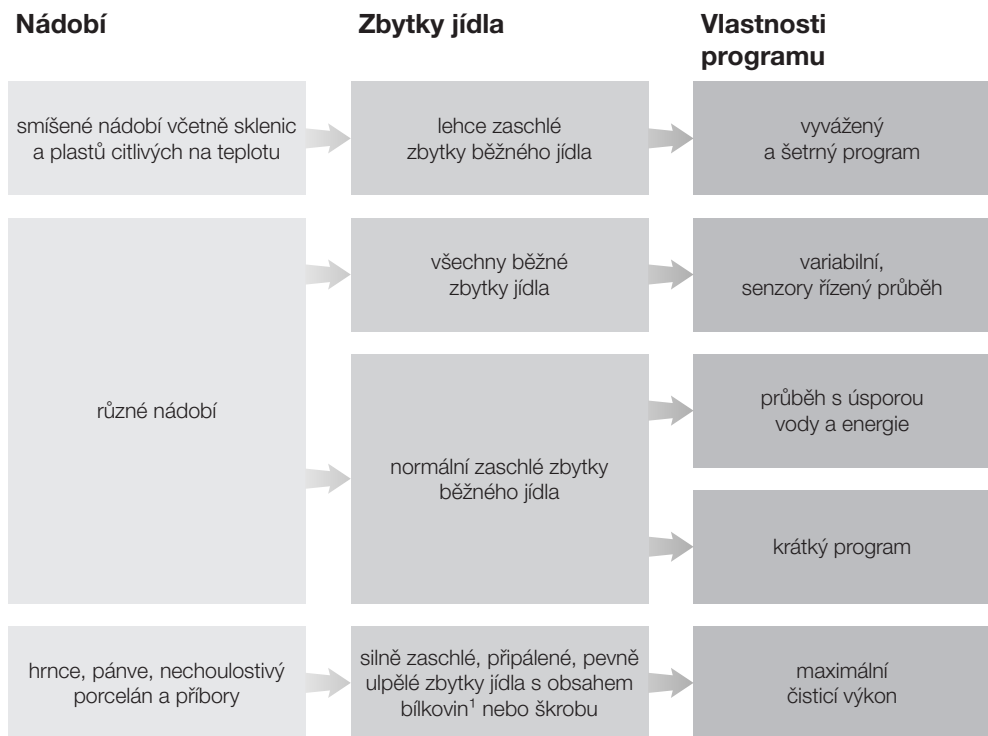 Nádobí
Zbytky jídla
Vlastnosti
programu
smíšené nádobí včetně sklenic
a plastů citlivých na teplotu
lehce zaschlé
zbytky běžného jídla
vyvážený
a šetrný program
různé nádobí
všechny běžné
zbytky jídla
variabilní,
senzory řízený průběh
normální zaschlé zbytky
běžného jídla
průběh s úsporou
vody a energie
krátký program
hrnce, pánve, nechoulostivý
porcelán a příbory
silně zaschlé, připálené, pevně
ulpělé zbytky jídla s obsahem
bílkovin¹ nebo škrobu
maximální
čisticí výkon